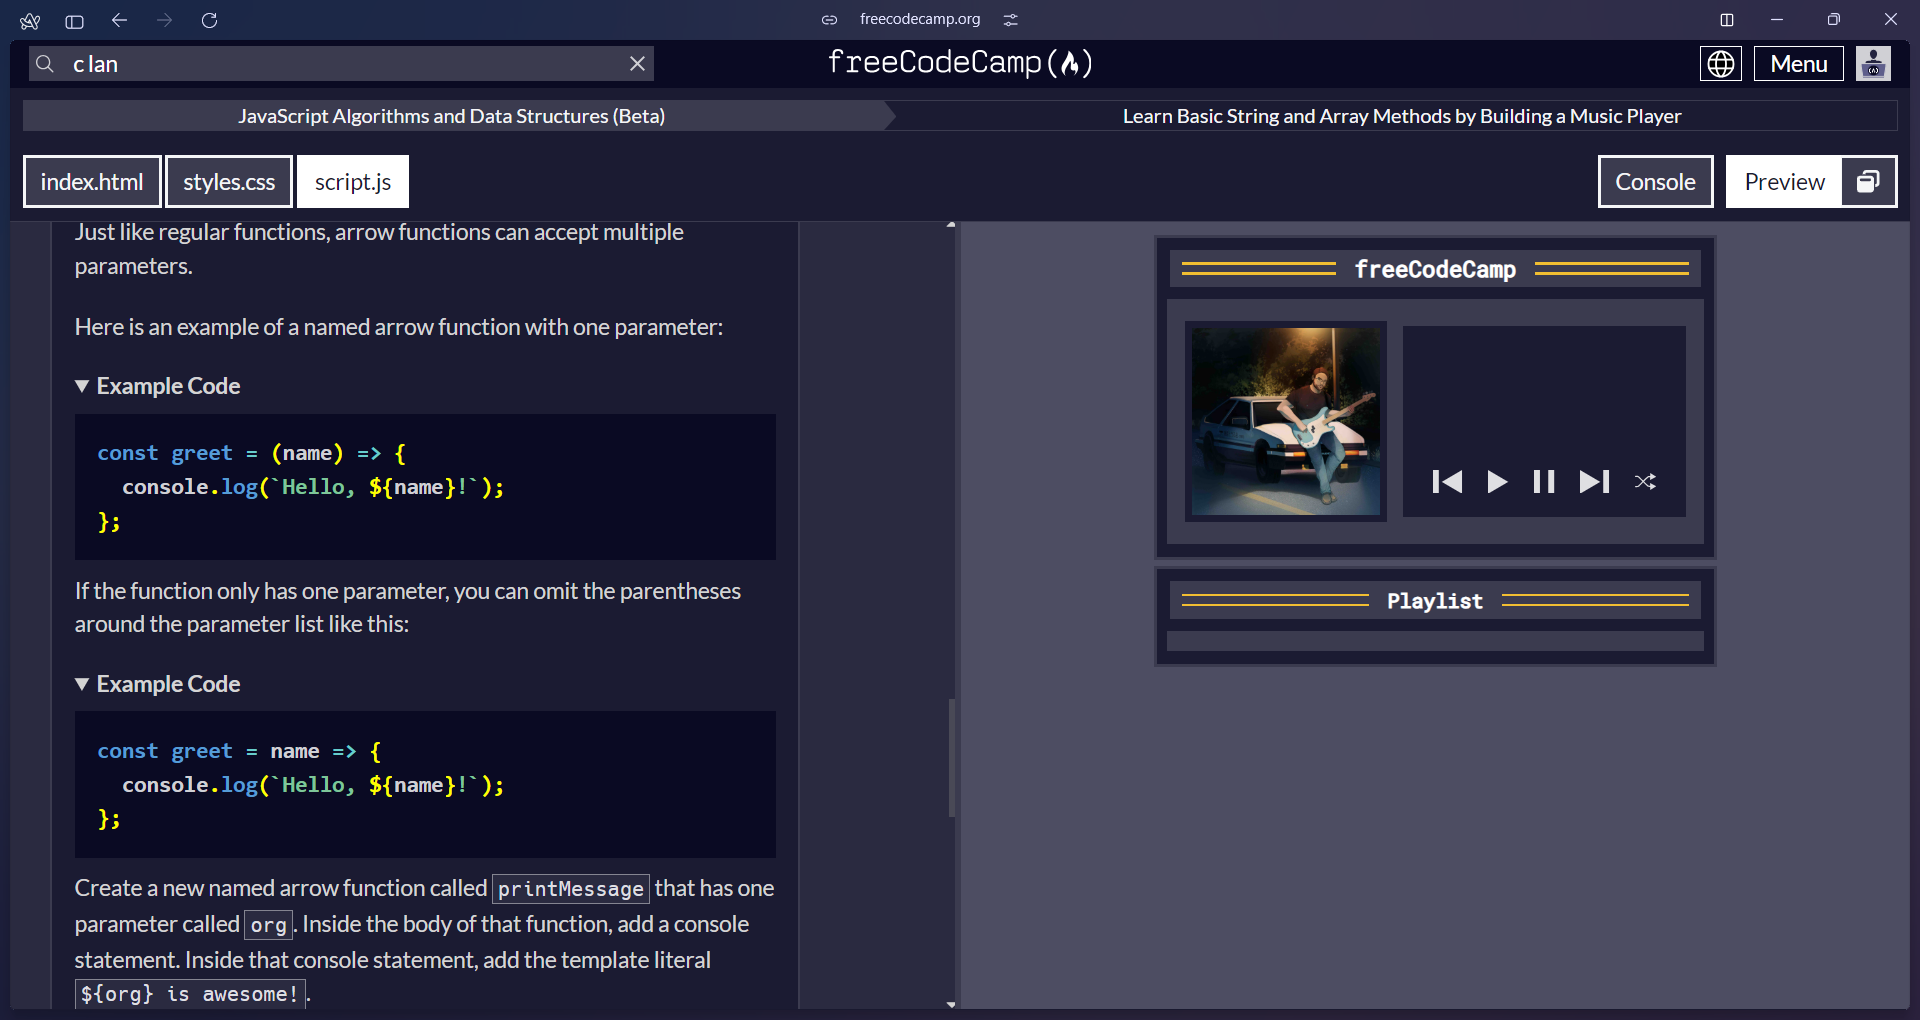 freecodecamp.org
c lan
freeCodeCamp
Menu
JavaScript Algorithms and Data Structures (Beta)
Learn Basic String and Array Methods by Building a Music Player
index.html
styles.css
script.js
Console
Preview
Just like regular functions, arrow functions can accept multiple
parameters.
Here is an example of a named arrow function with one parameter:
Example Code
const greet = (name) => {
  console.log(`Hello, ${name}!`);
};
If the function only has one parameter, you can omit the parentheses
around the parameter list like this:
Example Code
const greet = name => {
  console.log(`Hello, ${name}!`);
};
Create a new named arrow function called printMessage that has one
parameter called org. Inside the body of that function, add a console
statement. Inside that console statement, add the template literal
${org} is awesome!.
freeCodeCamp
Playlist